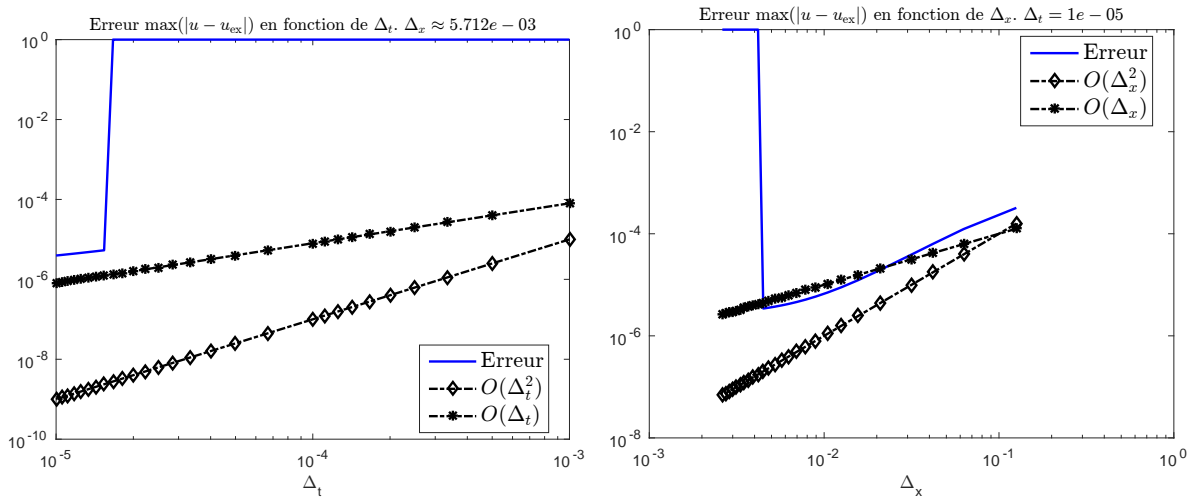 Erreur max(|u − u_ex|) en fonction de Δ_t. Δ_x ≈ 5.712e − 03
10^0
10^-2
10^-4
10^-6
10^-8
10^-10
10^-5
10^-4
10^-3
Δ_t
Erreur
O(Δ_t^2)
O(Δ_t)
Erreur max(|u − u_ex|) en fonction de Δ_x. Δ_t = 1e − 05
10^0
10^-2
10^-4
10^-6
10^-8
10^-3
10^-2
10^-1
10^0
Δ_x
Erreur
O(Δ_x^2)
O(Δ_x)